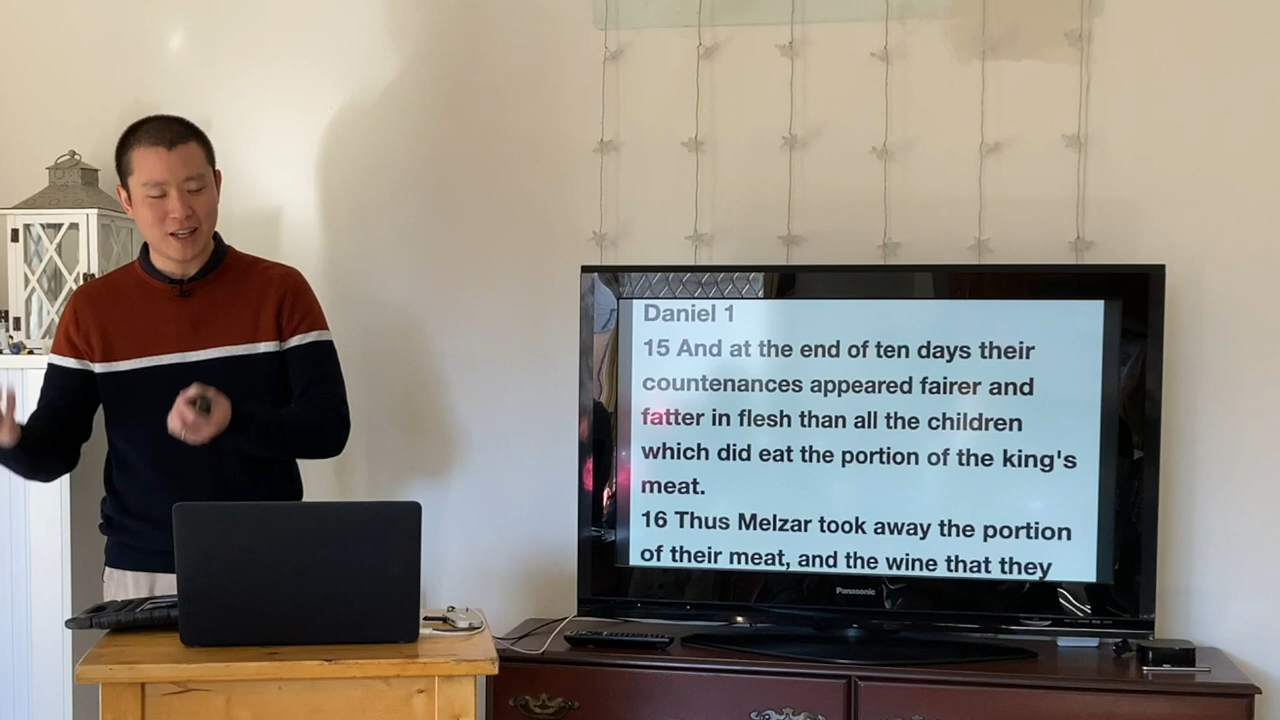 Daniel 1
15 And at the end of ten days their
countenances appeared fairer and
fatter in flesh than all the children
which did eat the portion of the king's
meat.
16 Thus Melzar took away the portion
of their meat, and the wine that they
Panasonic